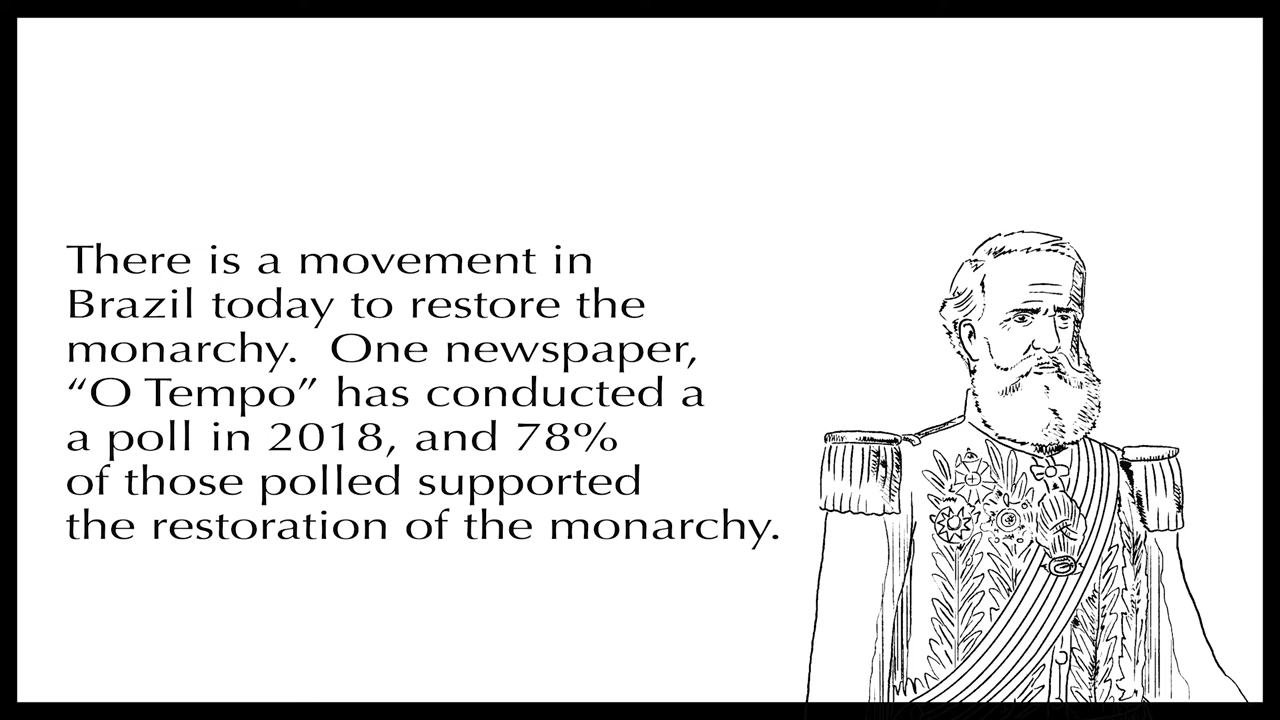 There is a movement in
Brazil today to restore the
monarchy.  One newspaper,
“O Tempo” has conducted a
a poll in 2018, and 78%
of those polled supported
the restoration of the monarchy.